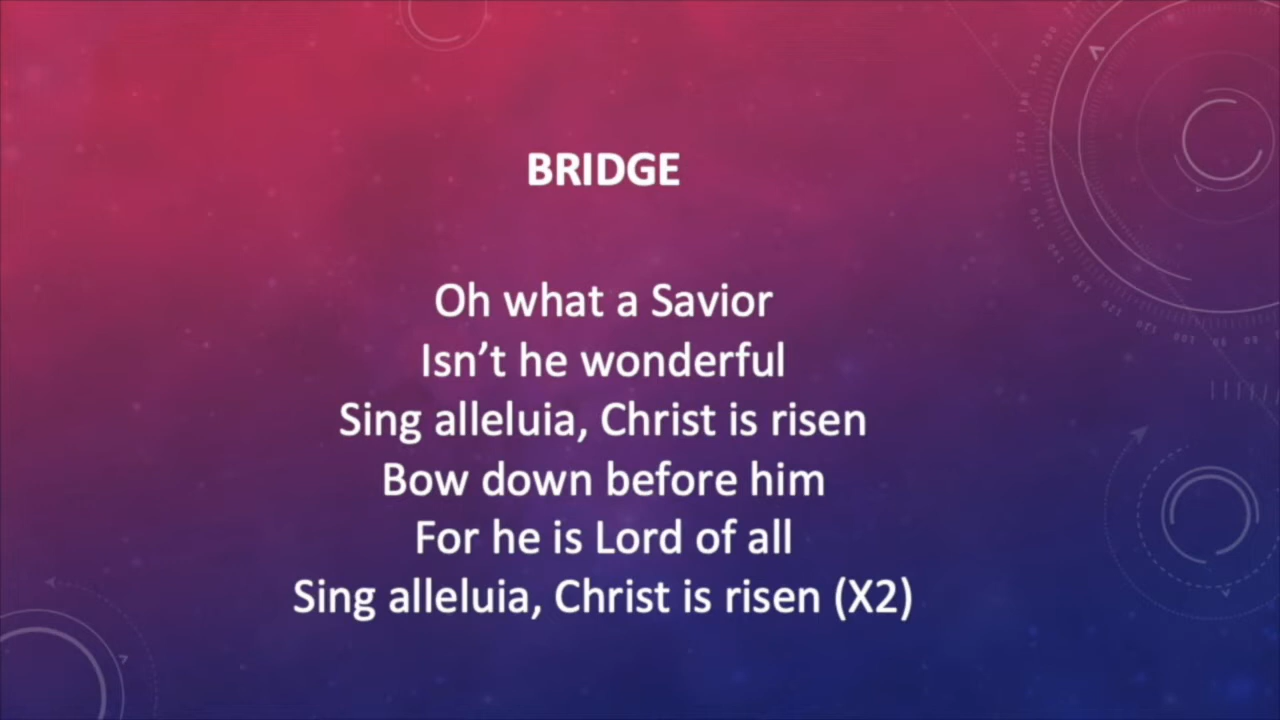 BRIDGE
Oh what a Savior
Isn’t he wonderful
Sing alleluia, Christ is risen
Bow down before him
For he is Lord of all
Sing alleluia, Christ is risen (X2)